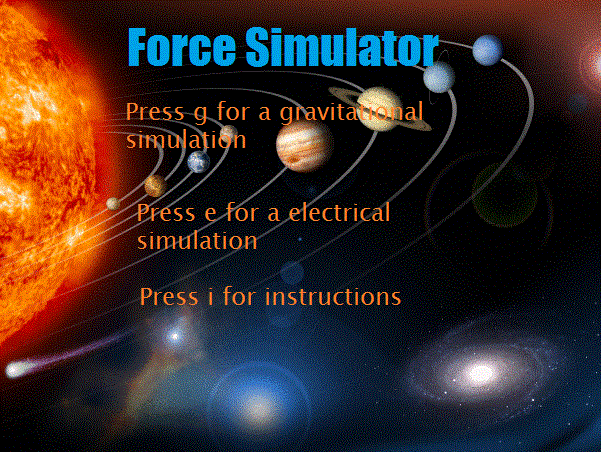 Force Simulator
Press g for a gravitational
simulation
Press e for a electrical
simulation
Press i for instructions